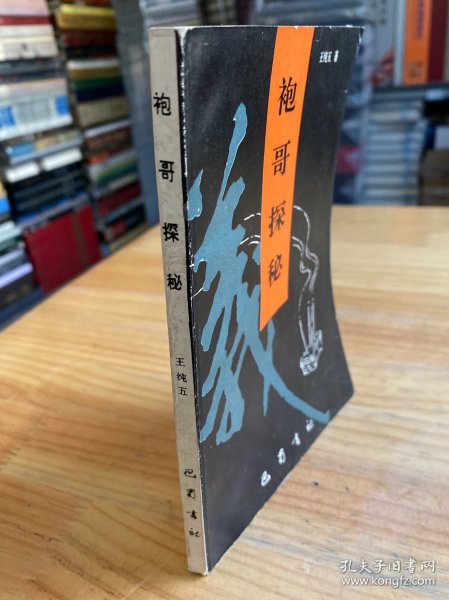 袍哥探秘
王纯五
巴蜀书社
王纯五 著
袍哥探秘
義
巴蜀书社
孔夫子旧书网
www.kongfz.com